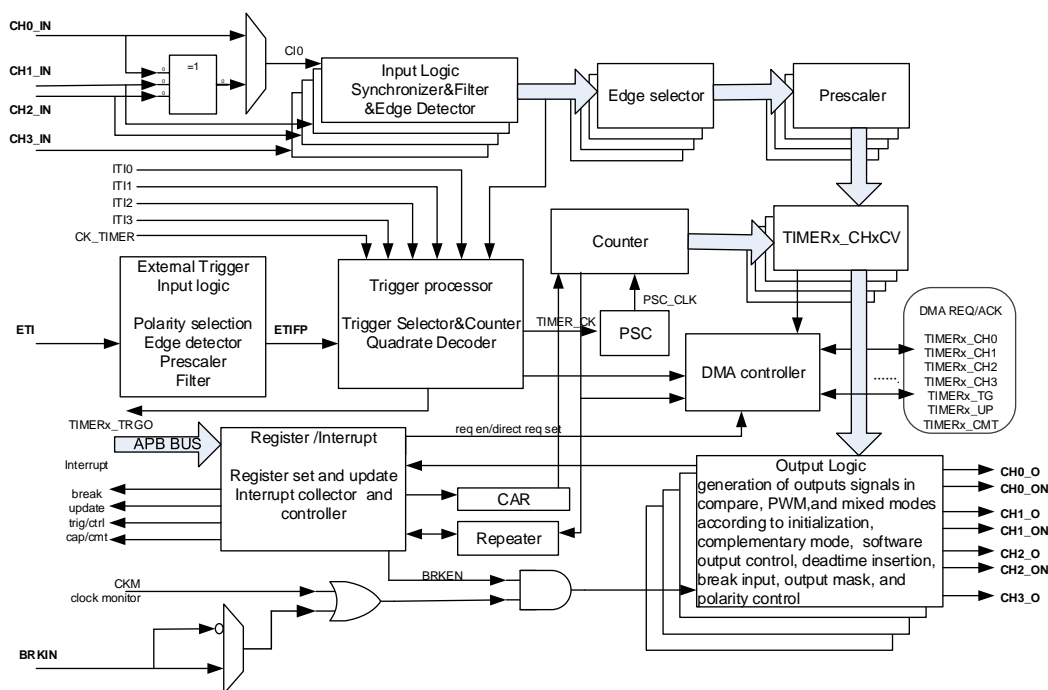 CH0_IN
CH1_IN
CH2_IN
CH3_IN
=1
0
0
0
0
CI0
Input Logic
Synchronizer&Filter
&Edge Detector
Edge selector
Prescaler
ITI0
ITI1
ITI2
ITI3
CK_TIMER
Counter
TIMERx_CHxCV
External Trigger
Input logic
Polarity selection
Edge detector
Prescaler
Filter
ETI
ETIFP
Trigger processor
Trigger Selector&Counter
Quadrate Decoder
TIMER_CK
PSC_CLK
PSC
DMA controller
DMA REQ/ACK
TIMERx_CH0
TIMERx_CH1
TIMERx_CH2
TIMERx_CH3
TIMERx_TG
TIMERx_UP
TIMERx_CMT
.......
TIMERx_TRGO
APB BUS
Register /Interrupt
Register set and update
Interrupt collector and
controller
req en/direct req set
Interrupt
break
update
trig/ctrl
cap/cmt
CAR
Repeater
Output Logic
generation of outputs signals in
compare, PWM,and mixed modes
according to initialization,
complementary mode, software
output control, deadtime insertion,
break input, output mask, and
polarity control
CH0_O
CH0_ON
CH1_O
CH1_ON
CH2_O
CH2_ON
CH3_O
BRKEN
CKM
clock monitor
BRKIN